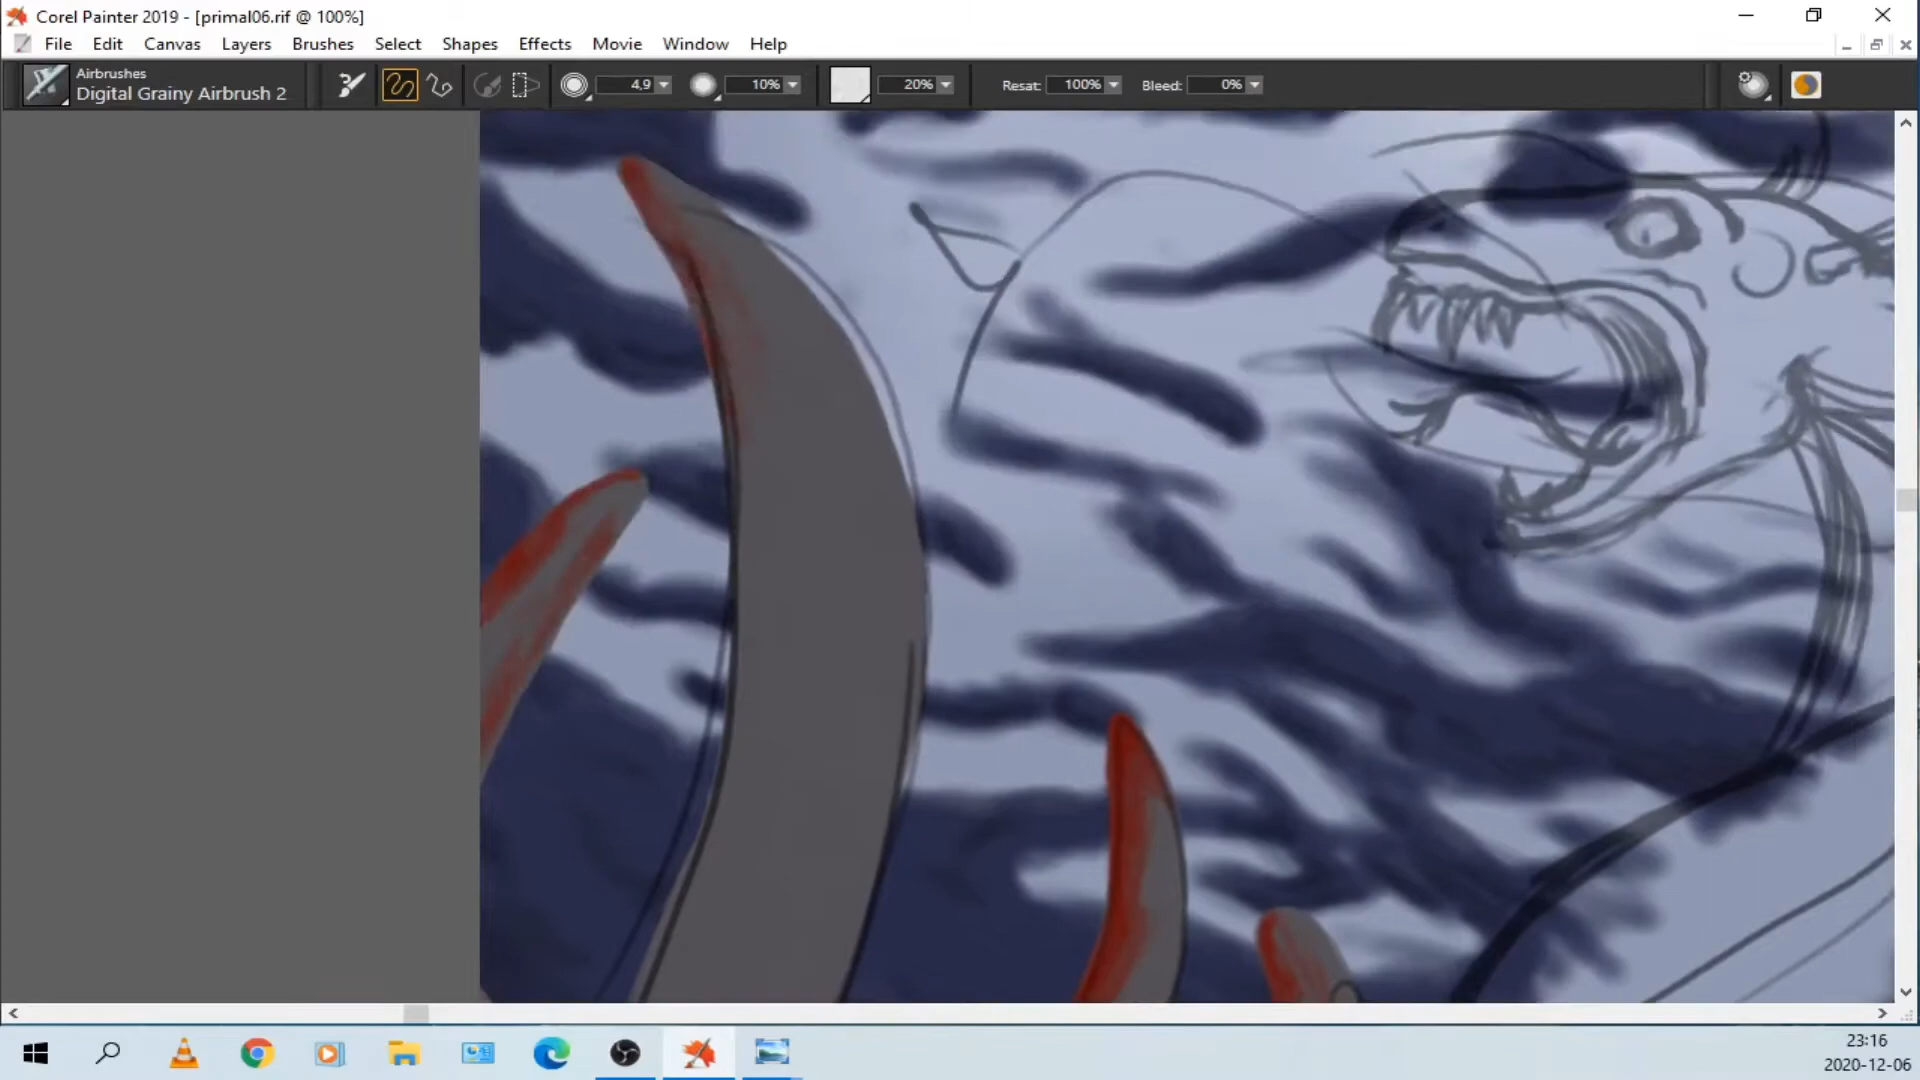 Corel Painter 2019 - [primal06.rif @ 100%]
File Edit Canvas Layers Brushes Select Shapes Effects Movie Window Help
Airbrushes
Digital Grainy Airbrush 2
4,9 10% 20% Resat: 100% Bleed: 0%
23:16
2020-12-06